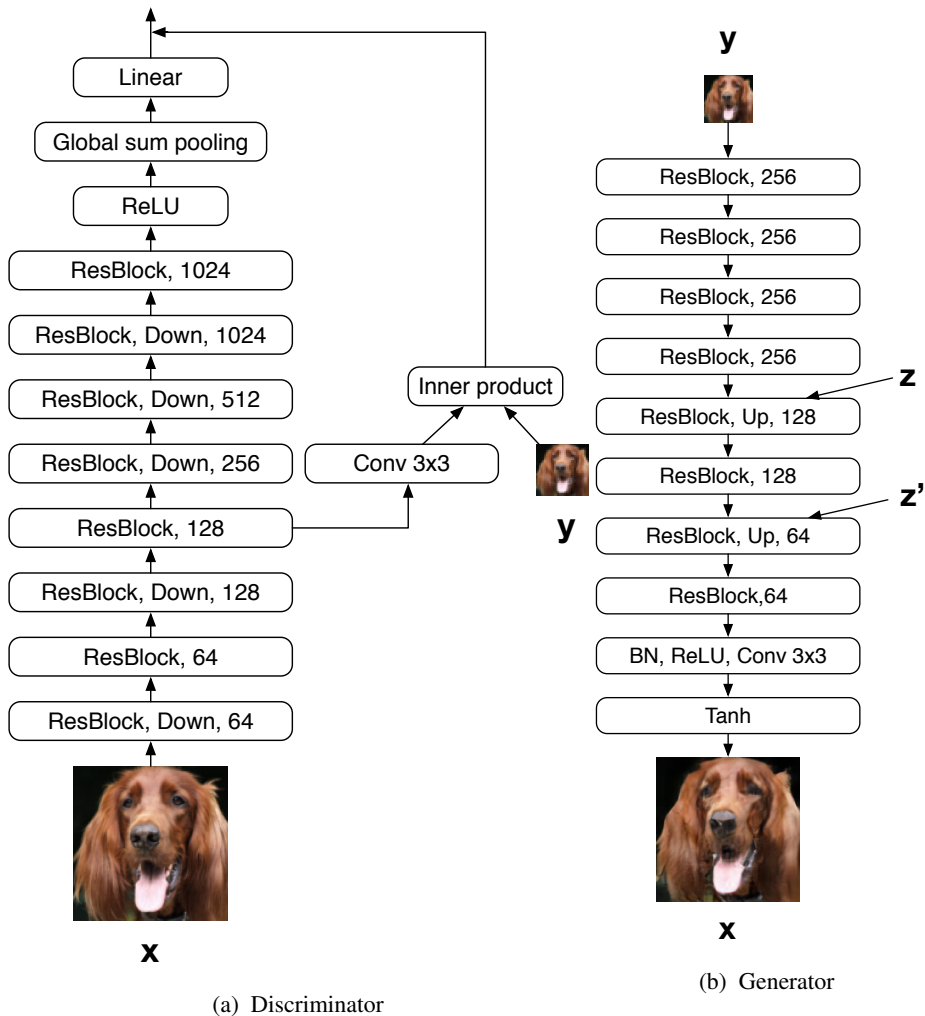 Linear
Global sum pooling
ReLU
ResBlock, 1024
ResBlock, Down, 1024
ResBlock, Down, 512
ResBlock, Down, 256
ResBlock, 128
ResBlock, Down, 128
ResBlock, 64
ResBlock, Down, 64
x
Inner product
Conv 3x3
y
(a) Discriminator
y
ResBlock, 256
ResBlock, 256
ResBlock, 256
ResBlock, 256
z
ResBlock, Up, 128
ResBlock, 128
z'
ResBlock, Up, 64
ResBlock,64
BN, ReLU, Conv 3x3
Tanh
x
(b) Generator